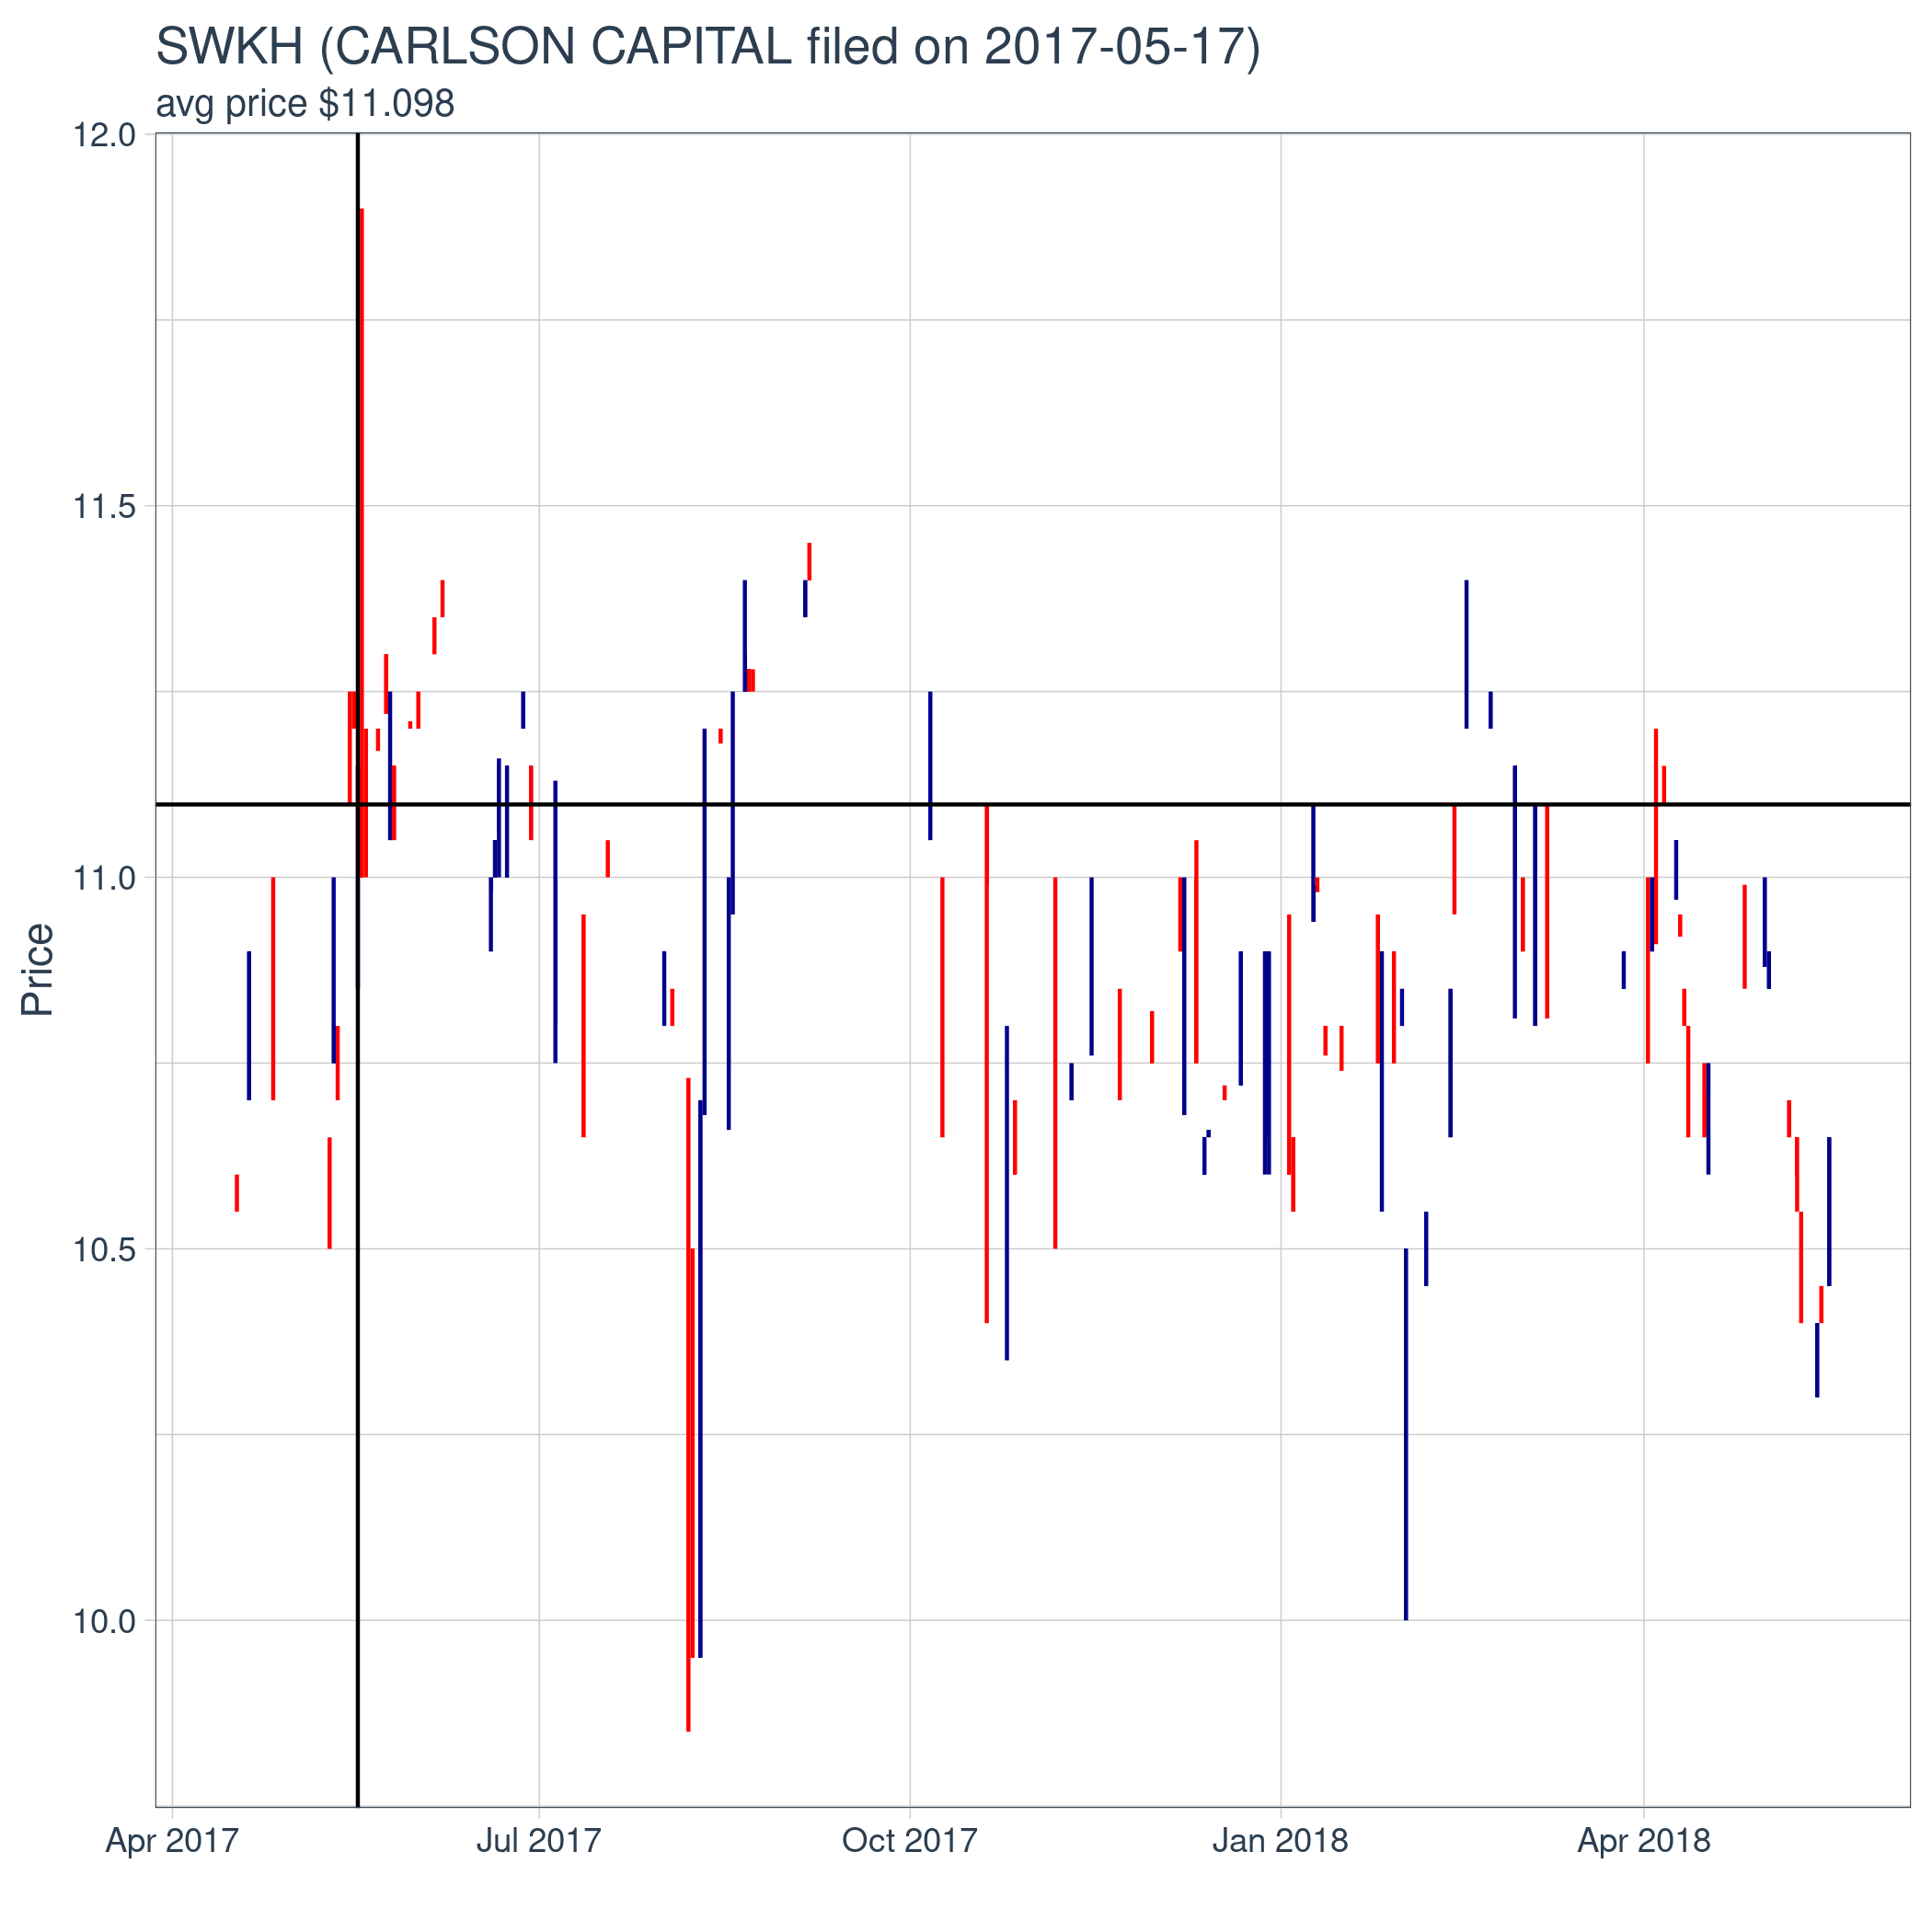 SWKH (CARLSON CAPITAL filed on 2017-05-17)
avg price $11.098
12.0
11.5
11.0
10.5
10.0
Price
Apr 2017
Jul 2017
Oct 2017
Jan 2018
Apr 2018